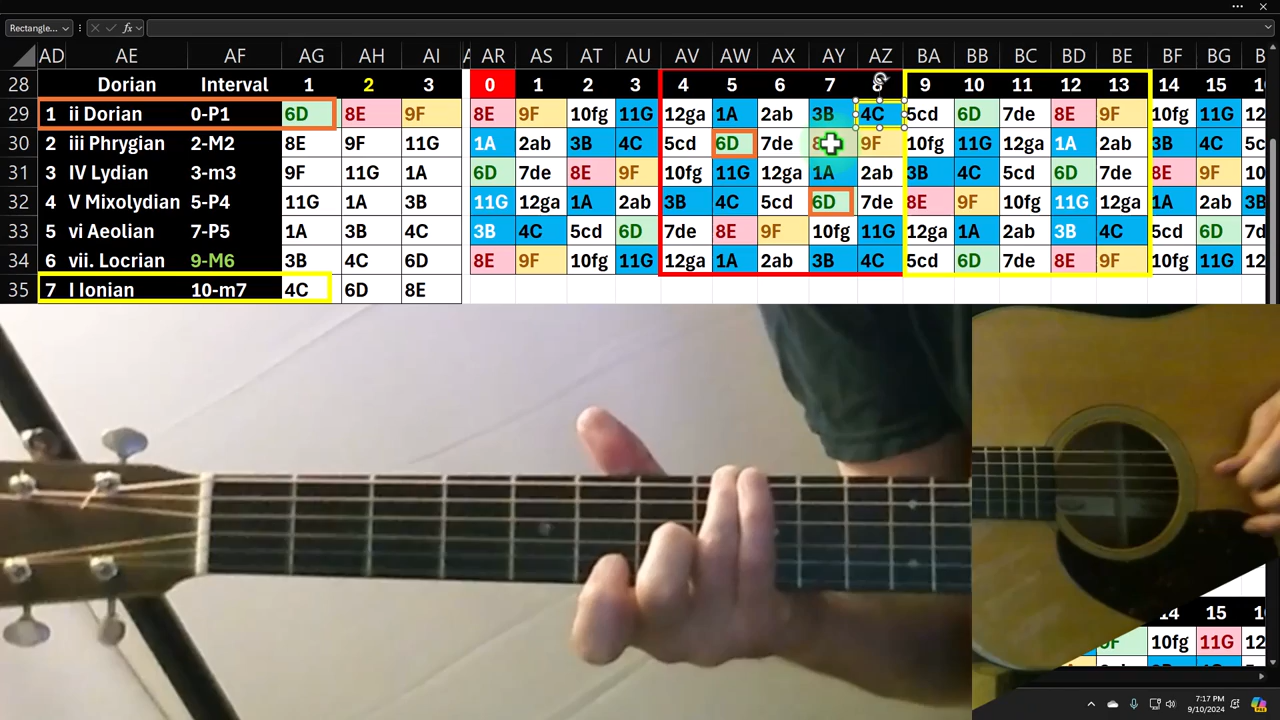 Rectangle...
fx
AD AE AF AG AH AI AR AS AT AU AV AW AX AY AZ BA BB BC BD BE BF BG
28 Dorian Interval 1 2 3 0 1 2 3 4 5 6 7 8 9 10 11 12 13 14 15
29 1 ii Dorian 0-P1 6D 8E 9F 8E 9F 10fg 11G 12ga 1A 2ab 3B 4C 5cd 6D 7de 8E 9F 10fg 11G 12
30 2 iii Phrygian 2-M2 8E 9F 11G 1A 2ab 3B 4C 5cd 6D 7de 9F 10fg 11G 12ga 1A 2ab 3B 4C 5c
31 3 IV Lydian 3-m3 9F 11G 1A 6D 7de 8E 9F 10fg 11G 12ga 1A 2ab 3B 4C 5cd 6D 7de 8E 9F 10
32 4 V Mixolydian 5-P4 11G 1A 3B 11G 12ga 1A 2ab 3B 4C 5cd 6D 7de 8E 9F 10fg 11G 12ga 1A 2ab 3B
33 5 vi Aeolian 7-P5 1A 3B 4C 3B 4C 5cd 6D 7de 8E 9F 10fg 11G 12ga 1A 2ab 3B 4C 5cd 6D 7d
34 6 vii. Locrian 9-M6 3B 4C 6D 8E 9F 10fg 11G 12ga 1A 2ab 3B 4C 5cd 6D 7de 8E 9F 10fg 11G 12
35 7 I Ionian 10-m7 4C 6D 8E
14 15
9F 10fg 11G 12
7:17 PM
9/10/2024